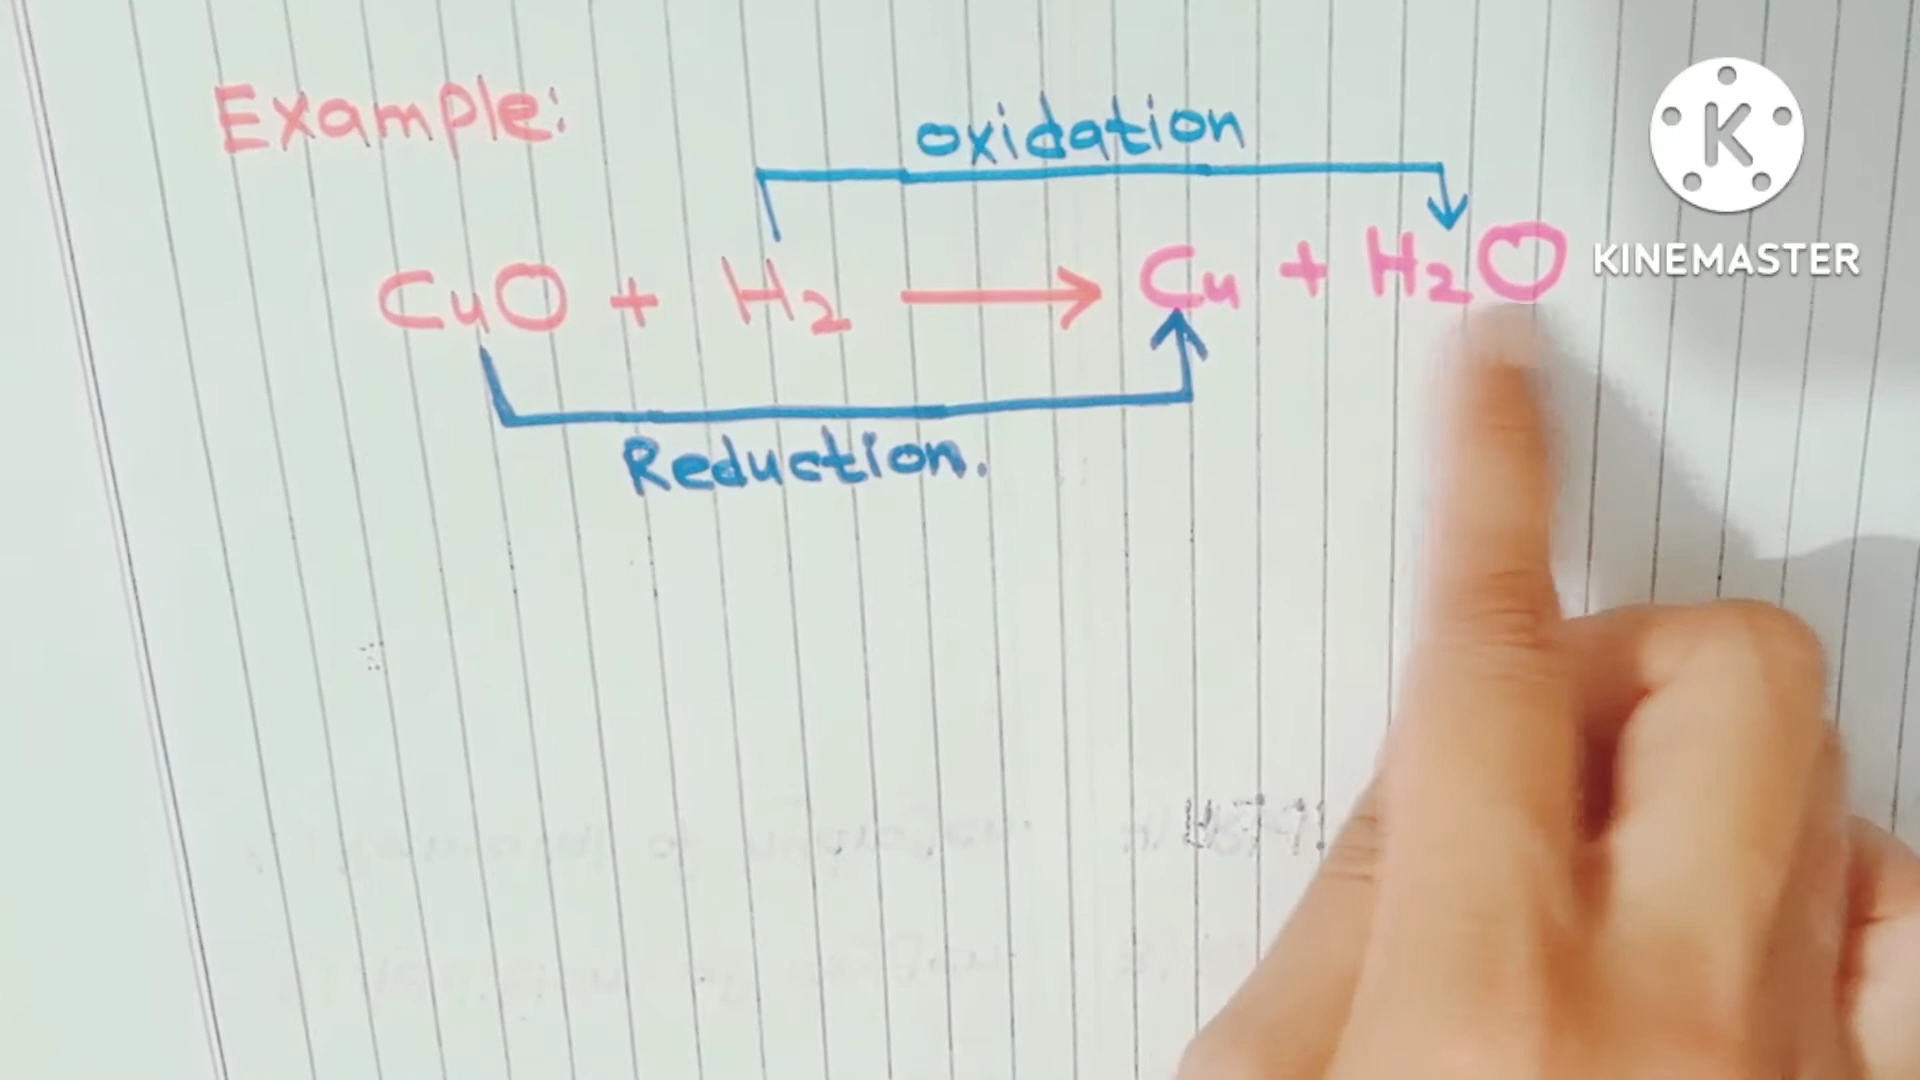 Example:
oxidation
CuO + H2 → Cu + H2O
Reduction.
K
KINEMASTER